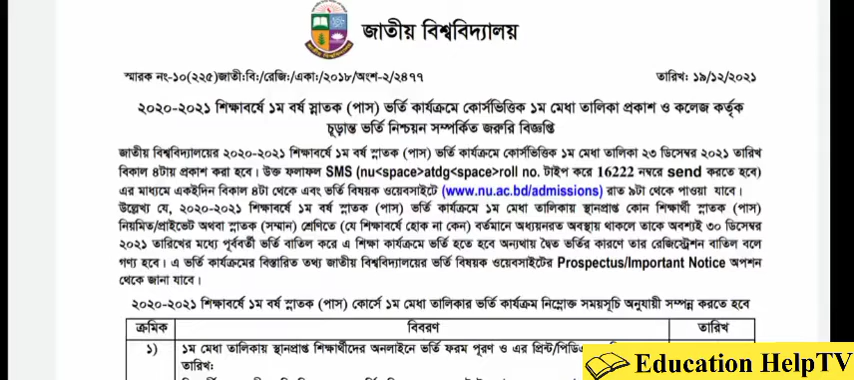 জাতীয় বিশ্ববিদ্যালয়
স্মারক নং-১০(২২৫)জাতী:বি:/রেজি:/একা:/২০১৮/অংশ-২/২৪৭৭ তারিখ: ১৯/১২/২০২১
২০২০-২০২১ শিক্ষাবর্ষে ১ম বর্ষ স্নাতক (পাস) ভর্তি কার্যক্রমে কোর্সভিত্তিক ১ম মেধা তালিকা প্রকাশ ও কলেজ কর্তৃক
চূড়ান্ত ভর্তি নিশ্চয়ন সম্পর্কিত জরুরি বিজ্ঞপ্তি
জাতীয় বিশ্ববিদ্যালয়ের ২০২০-২০২১ শিক্ষাবর্ষে ১ম বর্ষ স্নাতক (পাস) ভর্তি কার্যক্রমে কোর্সভিত্তিক ১ম মেধা তালিকা ২৩ ডিসেম্বর ২০২১ তারিখ
বিকাল ৪টায় প্রকাশ করা হবে। উক্ত ফলাফল SMS (nu<space>atdg<space>roll no. টাইপ করে 16222 নম্বরে send করতে হবে)
এর মাধ্যমে একইদিন বিকাল ৪টা থেকে এবং ভর্তি বিষয়ক ওয়েবসাইটে (www.nu.ac.bd/admissions) রাত ৯টা থেকে পাওয়া যাবে।
উল্লেখ্য যে, ২০২০-২০২১ শিক্ষাবর্ষে ১ম বর্ষ স্নাতক (পাস) ভর্তি কার্যক্রমে ১ম মেধা তালিকায় স্থানপ্রাপ্ত কোন শিক্ষার্থী স্নাতক (পাস)
নিয়মিত/প্রাইভেট অথবা স্নাতক (সম্মান) শ্রেণিতে (যে শিক্ষাবর্ষে হোক না কেন) বর্তমানে অধ্যয়নরত অবস্থায় থাকলে তাকে অবশ্যই ৩০ ডিসেম্বর
২০২১ তারিখের মধ্যে পূর্ববর্তী ভর্তি বাতিল করে এ শিক্ষা কার্যক্রমে ভর্তি হতে হবে অন্যথায় দ্বৈত ভর্তির কারণে তার রেজিস্ট্রেশন বাতিল বলে
গণ্য হবে। এ ভর্তি কার্যক্রমের বিস্তারিত তথ্য জাতীয় বিশ্ববিদ্যালয়ের ভর্তি বিষয়ক ওয়েবসাইটের Prospectus/Important Notice অপশন
থেকে জানা যাবে।
২০২০-২০২১ শিক্ষাবর্ষে ১ম বর্ষ স্নাতক (পাস) কোর্সে ১ম মেধা তালিকার ভর্তি কার্যক্রম নিম্নোক্ত সময়সূচি অনুযায়ী সম্পন্ন করতে হবে
ক্রমিক বিবরণ তারিখ
১) ১ম মেধা তালিকায় স্থানপ্রাপ্ত শিক্ষার্থীদের অনলাইনে ভর্তি ফরম পূরণ ও এর প্রিন্ট/পিডিএ
তারিখ:
Education HelpTV